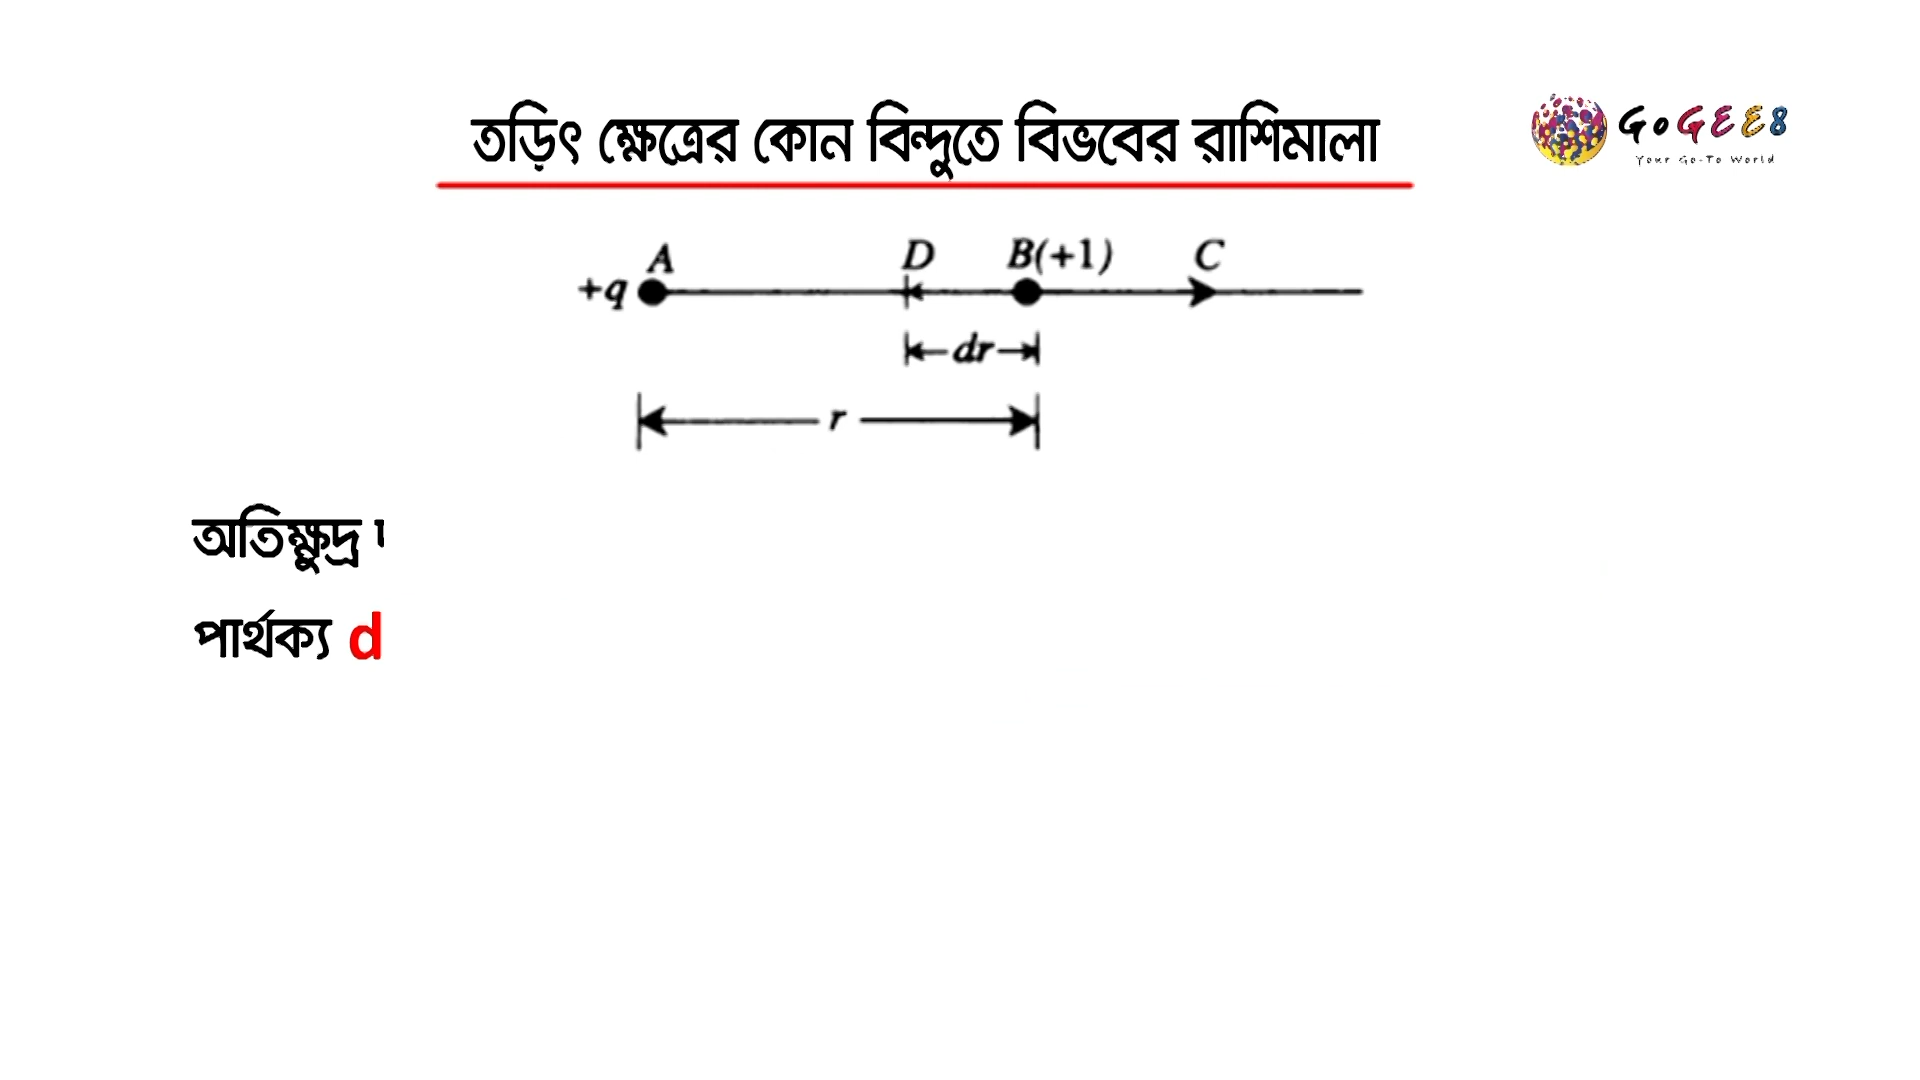 তড়িৎ ক্ষেত্রের কোন বিন্দুতে বিভবের রাশিমালা
GoGEE8
Your Go-To World
A D B(+1) C
+q
dr
r
অতিক্ষুদ্র
পার্থক্য d